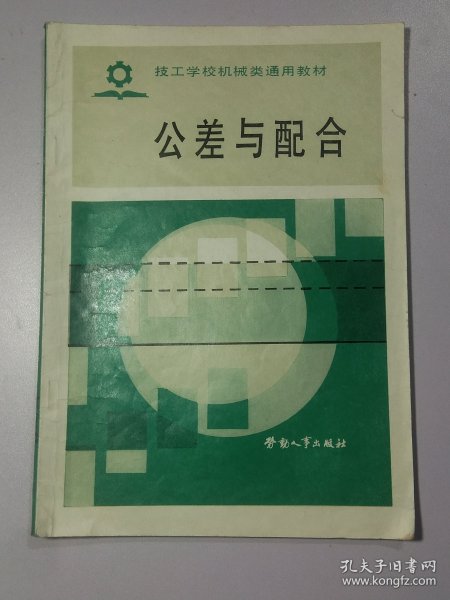 技工学校机械类通用教材
公差与配合
劳动人事出版社
孔夫子旧书网
www.kongfz.com